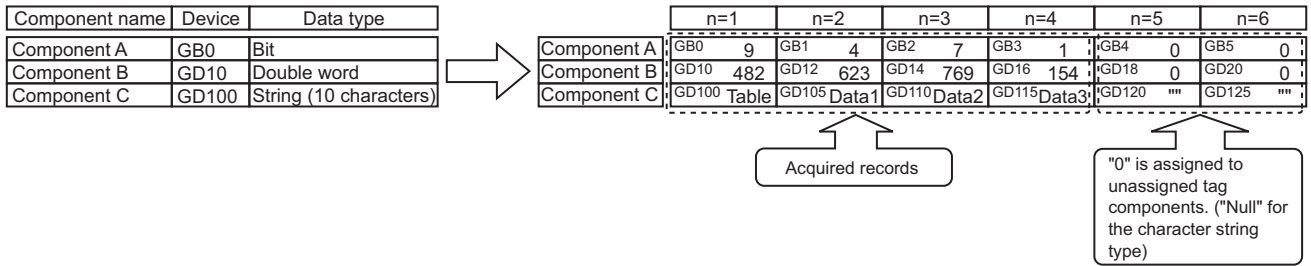 Component name Device Data type
Component A GB0 Bit
Component B GD10 Double word
Component C GD100 String (10 characters)
n=1 n=2 n=3 n=4 n=5 n=6
Component A GB0 9 GB1 4 GB2 7 GB3 1 GB4 0 GB5 0
Component B GD10 482 GD12 623 GD14 769 GD16 154 GD18 0 GD20 0
Component C GD100 Table GD105 Data1 GD110 Data2 GD115 Data3 GD120 "" GD125 ""
Acquired records
"0" is assigned to
unassigned tag
components. ("Null" for
the character string
type)